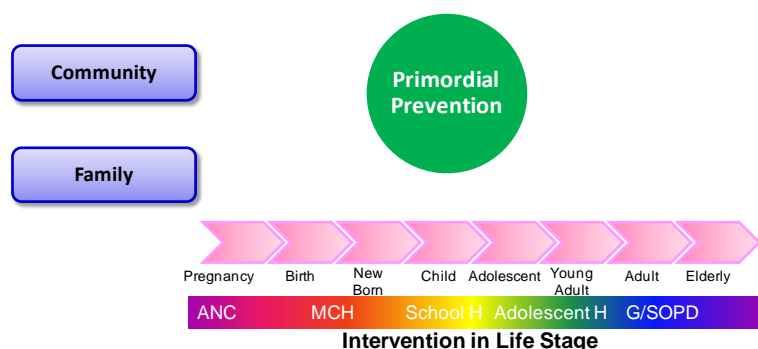 Community
Primordial
Prevention
Family
Pregnancy Birth New Born Child Adolescent Young Adult Adult Elderly
ANC MCH School H Adolescent H G/SOPD
Intervention in Life Stage